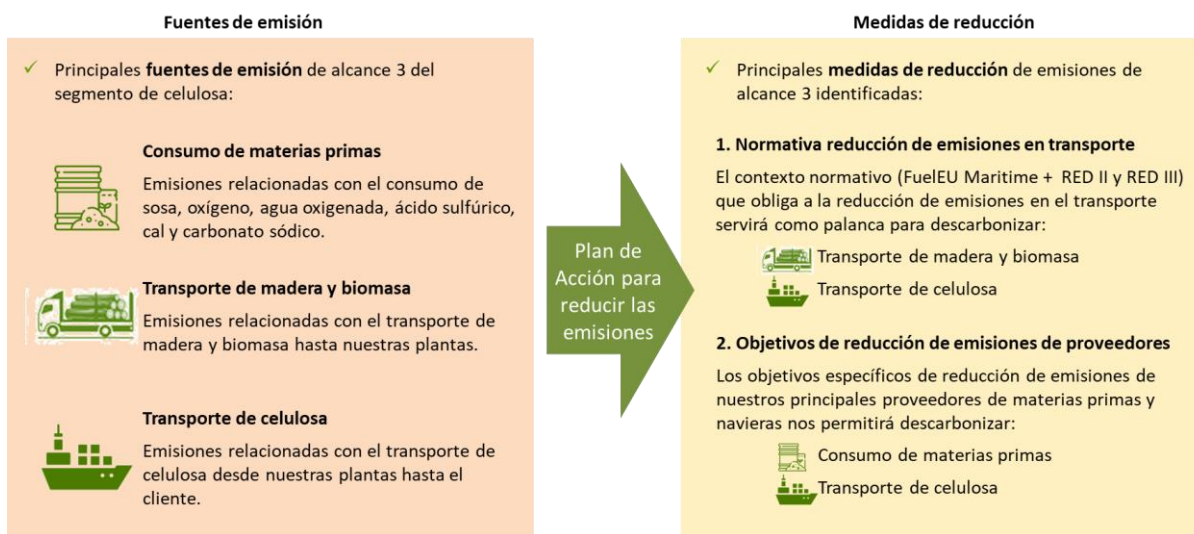 Fuentes de emisión
✓ Principales fuentes de emisión de alcance 3 del
segmento de celulosa:
Consumo de materias primas
Emisiones relacionadas con el consumo de
sosa, oxígeno, agua oxigenada, ácido sulfúrico,
cal y carbonato sódico.
Transporte de madera y biomasa
Emisiones relacionadas con el transporte de
madera y biomasa hasta nuestras plantas.
Transporte de celulosa
Emisiones relacionadas con el transporte de
celulosa desde nuestras plantas hasta el
cliente.
Plan de
Acción para
reducir las
emisiones
Medidas de reducción
✓ Principales medidas de reducción de emisiones de
alcance 3 identificadas:
1. Normativa reducción de emisiones en transporte
El contexto normativo (FuelEU Maritime + RED II y RED III)
que obliga a la reducción de emisiones en el transporte
servirá como palanca para descarbonizar:
Transporte de madera y biomasa
Transporte de celulosa
2. Objetivos de reducción de emisiones de proveedores
Los objetivos específicos de reducción de emisiones de
nuestros principales proveedores de materias primas y
navieras nos permitirá descarbonizar:
Consumo de materias primas
Transporte de celulosa